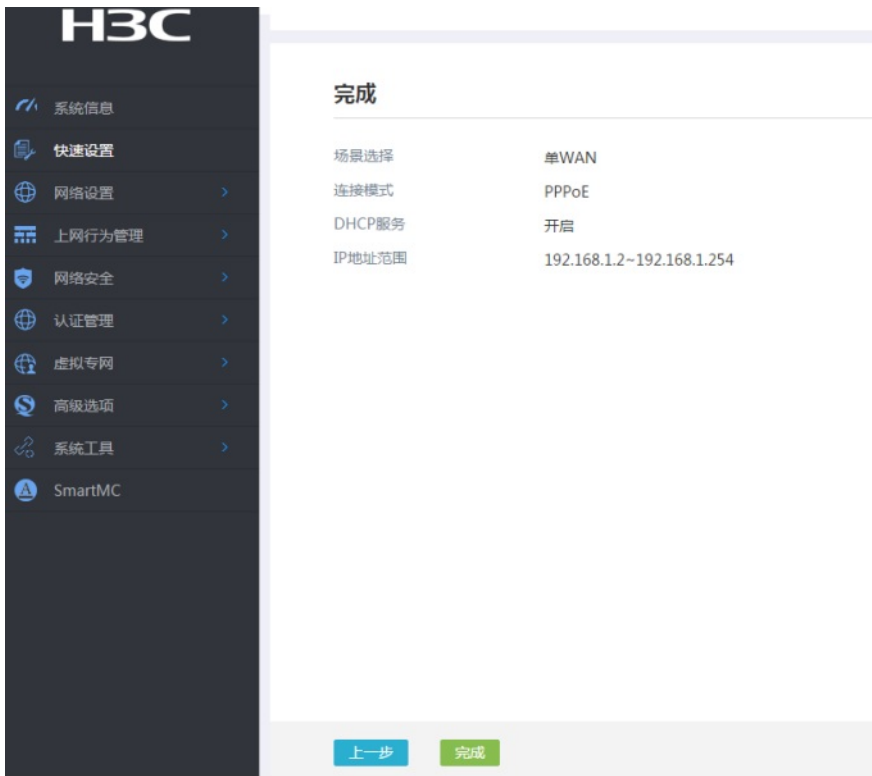 H3C
系统信息
快速设置
网络设置
上网行为管理
网络安全
认证管理
虚拟专网
高级选项
系统工具
SmartMC
完成
场景选择 单WAN
连接模式 PPPoE
DHCP服务 开启
IP地址范围 192.168.1.2~192.168.1.254
上一步 完成